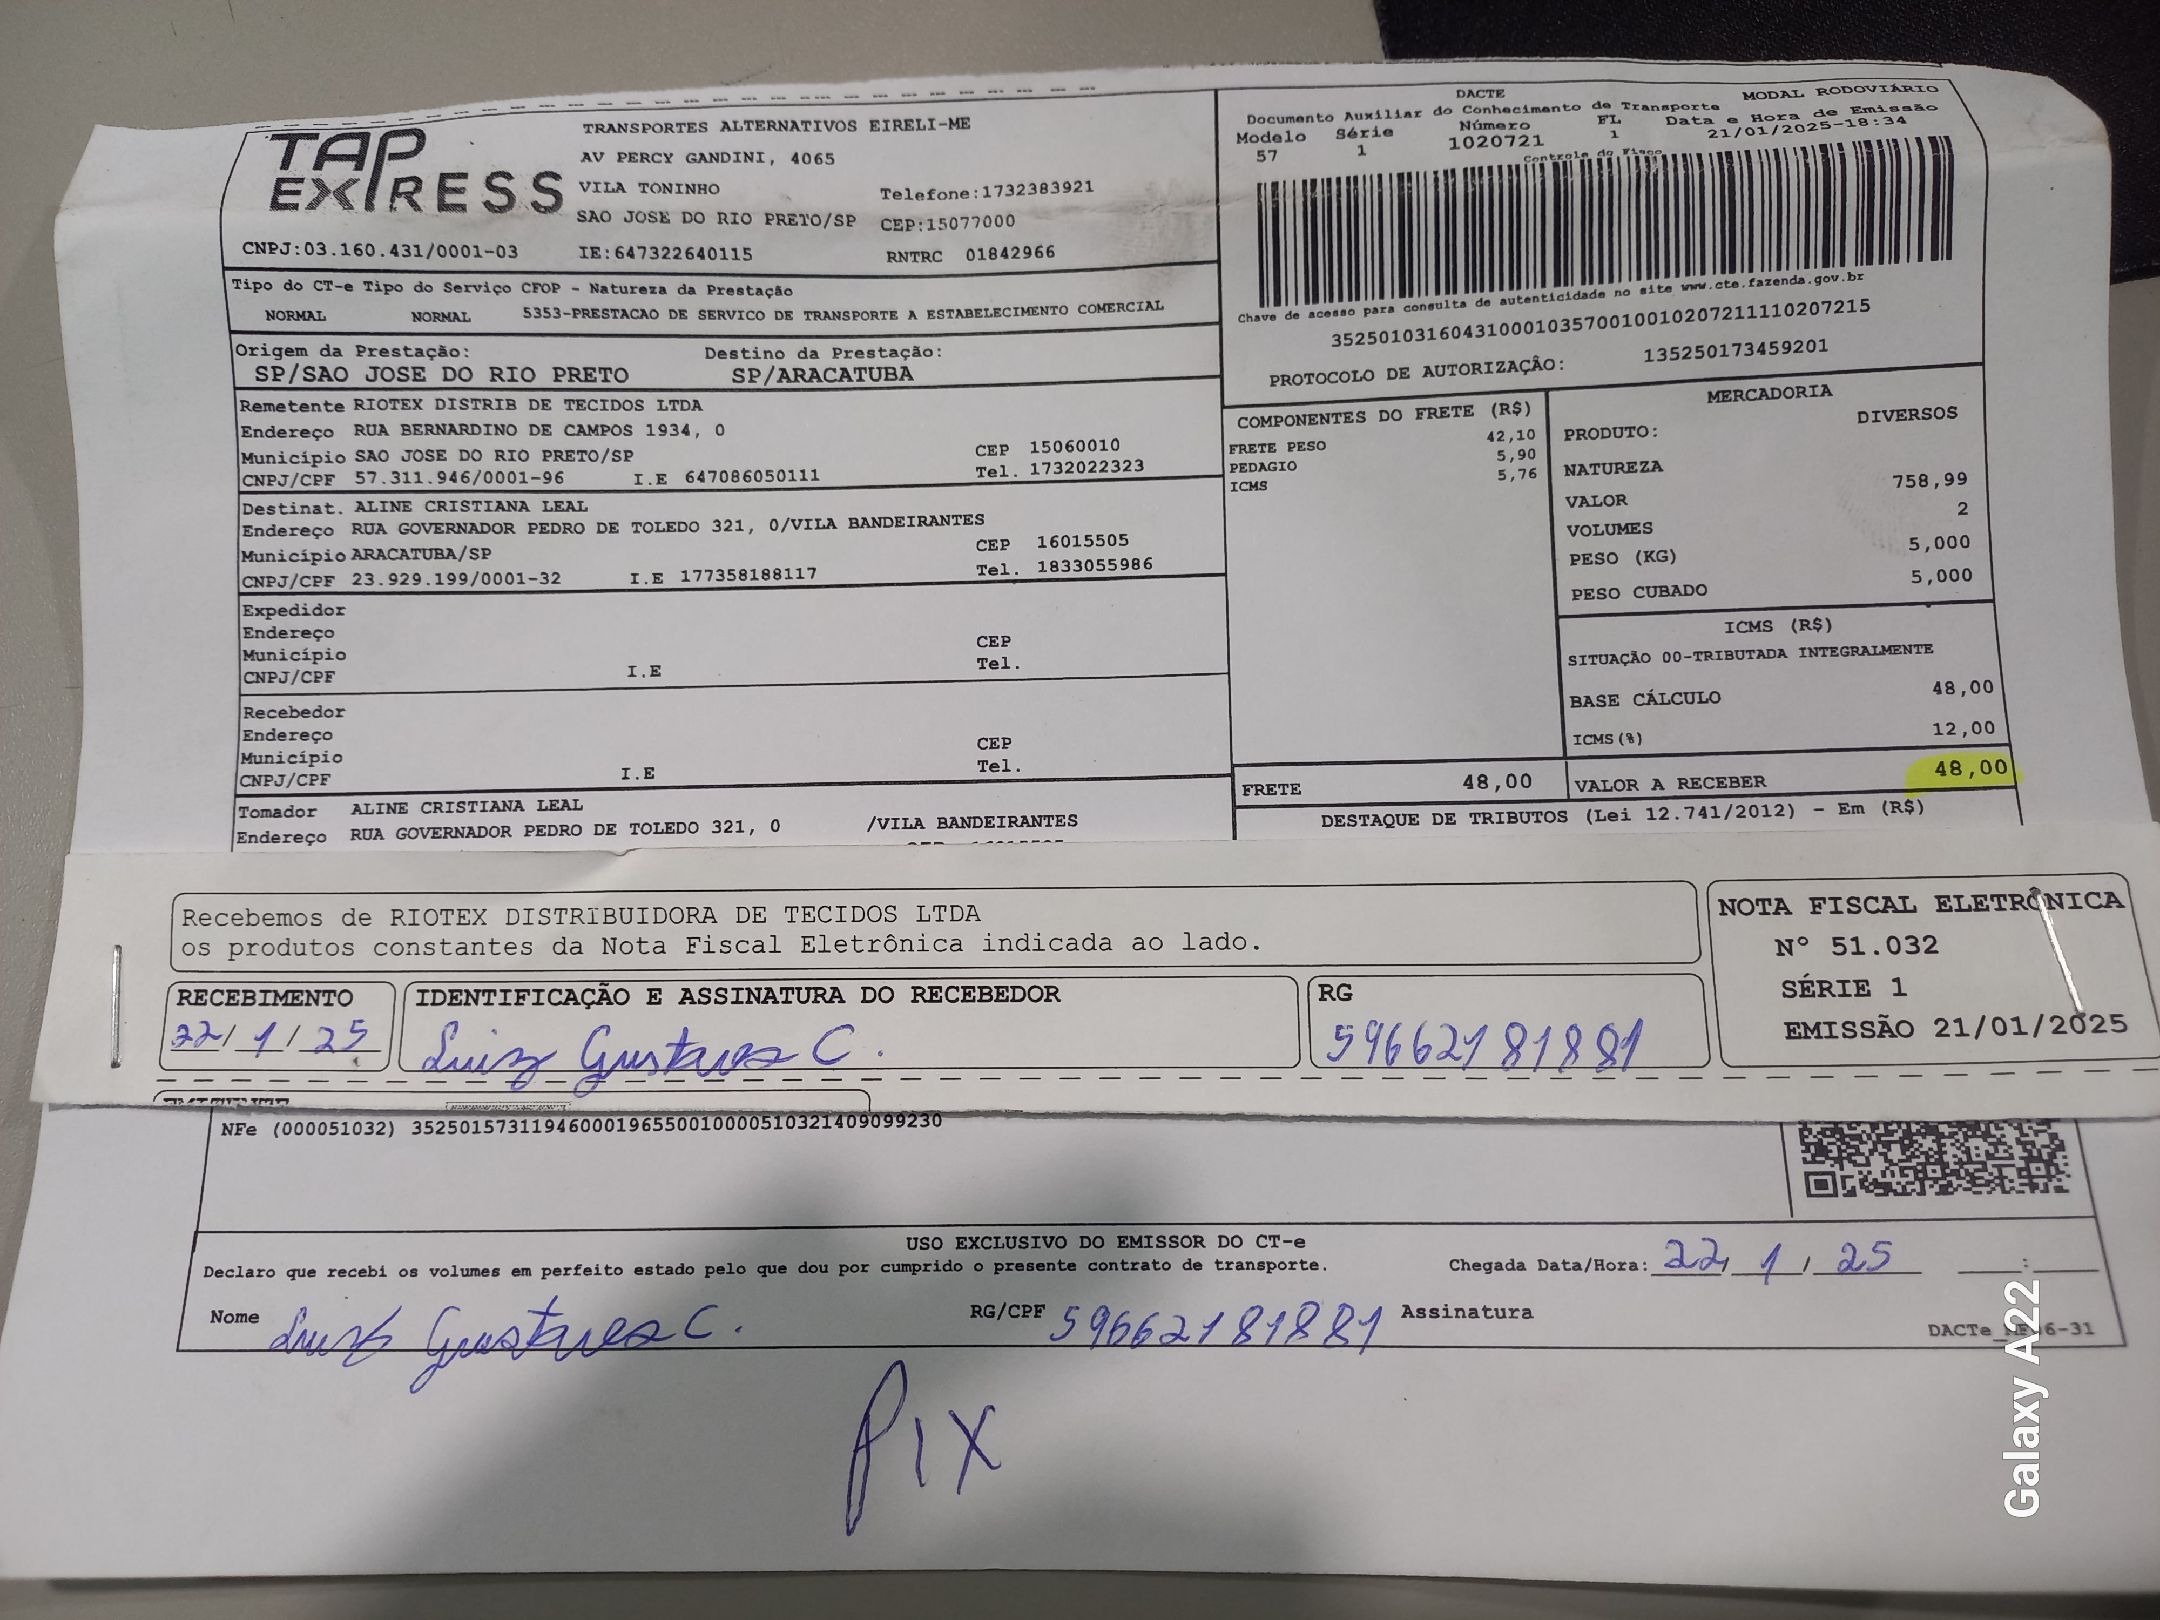 TAP EXPRESS
TRANSPORTES ALTERNATIVOS EIRELI-ME
AV PERCY GANDINI, 4065
VILA TONINHO Telefone:1732383921
SAO JOSE DO RIO PRETO/SP CEP:15077000
CNPJ:03.160.431/0001-03 IE:647322640115 RNTRC 01842966
Tipo do CT-e Tipo do Serviço CFOP - Natureza da Prestação
NORMAL NORMAL 5353-PRESTACAO DE SERVICO DE TRANSPORTE A ESTABELECIMENTO COMERCIAL
Origem da Prestação: Destino da Prestação:
SP/SAO JOSE DO RIO PRETO SP/ARACATUBA
Remetente RIOTEX DISTRIB DE TECIDOS LTDA
Endereço RUA BERNARDINO DE CAMPOS 1934, 0
Município SAO JOSE DO RIO PRETO/SP CEP 15060010
CNPJ/CPF 57.311.946/0001-96 I.E 647086050111 Tel. 1732022323
Destinat. ALINE CRISTIANA LEAL
Endereço RUA GOVERNADOR PEDRO DE TOLEDO 321, 0/VILA BANDEIRANTES
Município ARACATUBA/SP CEP 16015505
CNPJ/CPF 23.929.199/0001-32 I.E 177358188117 Tel. 1833055986
Expedidor
Endereço
Município CEP
CNPJ/CPF I.E Tel.
Recebedor
Endereço
Município CEP
CNPJ/CPF I.E Tel.
Tomador ALINE CRISTIANA LEAL
Endereço RUA GOVERNADOR PEDRO DE TOLEDO 321, 0 /VILA BANDEIRANTES
DACTE MODAL RODOVIÁRIO
Documento Auxiliar do Conhecimento de Transporte
Modelo Série Número FL Data e Hora de Emissão
57 1 1020721 1 21/01/2025-18:34
Controle do Fisco
Chave de acesso para consulta de autenticidade no site www.cte.fazenda.gov.br
35250103160431000103570010010207211110207215
PROTOCOLO DE AUTORIZAÇÃO: 135250173459201
COMPONENTES DO FRETE (R$)
FRETE PESO 42,10
PEDAGIO 5,90
ICMS 5,76
MERCADORIA
PRODUTO: DIVERSOS
NATUREZA
VALOR 758,99
VOLUMES 2
PESO (KG) 5,000
PESO CUBADO 5,000
ICMS (R$)
SITUAÇÃO 00-TRIBUTADA INTEGRALMENTE
BASE CÁLCULO 48,00
ICMS(%) 12,00
FRETE 48,00 VALOR A RECEBER 48,00
DESTAQUE DE TRIBUTOS (Lei 12.741/2012) - Em (R$)
Recebemos de RIOTEX DISTRIBUIDORA DE TECIDOS LTDA
os produtos constantes da Nota Fiscal Eletrônica indicada ao lado.
RECEBIMENTO
22/1/25
IDENTIFICAÇÃO E ASSINATURA DO RECEBEDOR
Luiz Gustavo C.
RG
59662181881
NOTA FISCAL ELETRÔNICA
N° 51.032
SÉRIE 1
EMISSÃO 21/01/2025
NFe (000051032) 35250157311946000196550010000510321409099230
USO EXCLUSIVO DO EMISSOR DO CT-e
Declaro que recebi os volumes em perfeito estado pelo que dou por cumprido o presente contrato de transporte. Chegada Data/Hora: 22/1/25 :
Nome Luiz Gustavo C. RG/CPF 59662181881 Assinatura
PIX
Galaxy A22